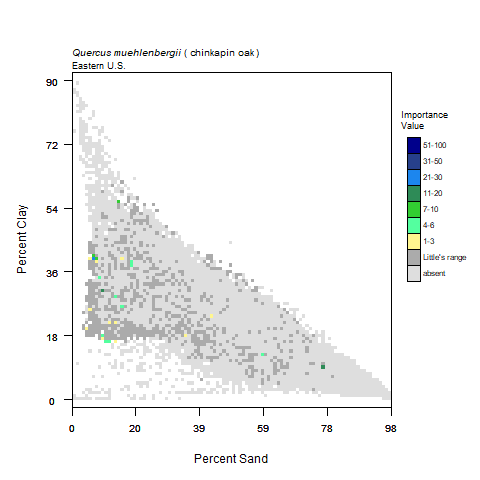 Quercus muehlenbergii ( chinkapin oak )
Eastern U.S.
90
72
54
36
18
0
Percent Clay
0 20 39 59 78 98
Percent Sand
Importance
Value
51-100
31-50
21-30
11-20
7-10
4-6
1-3
Little's range
absent